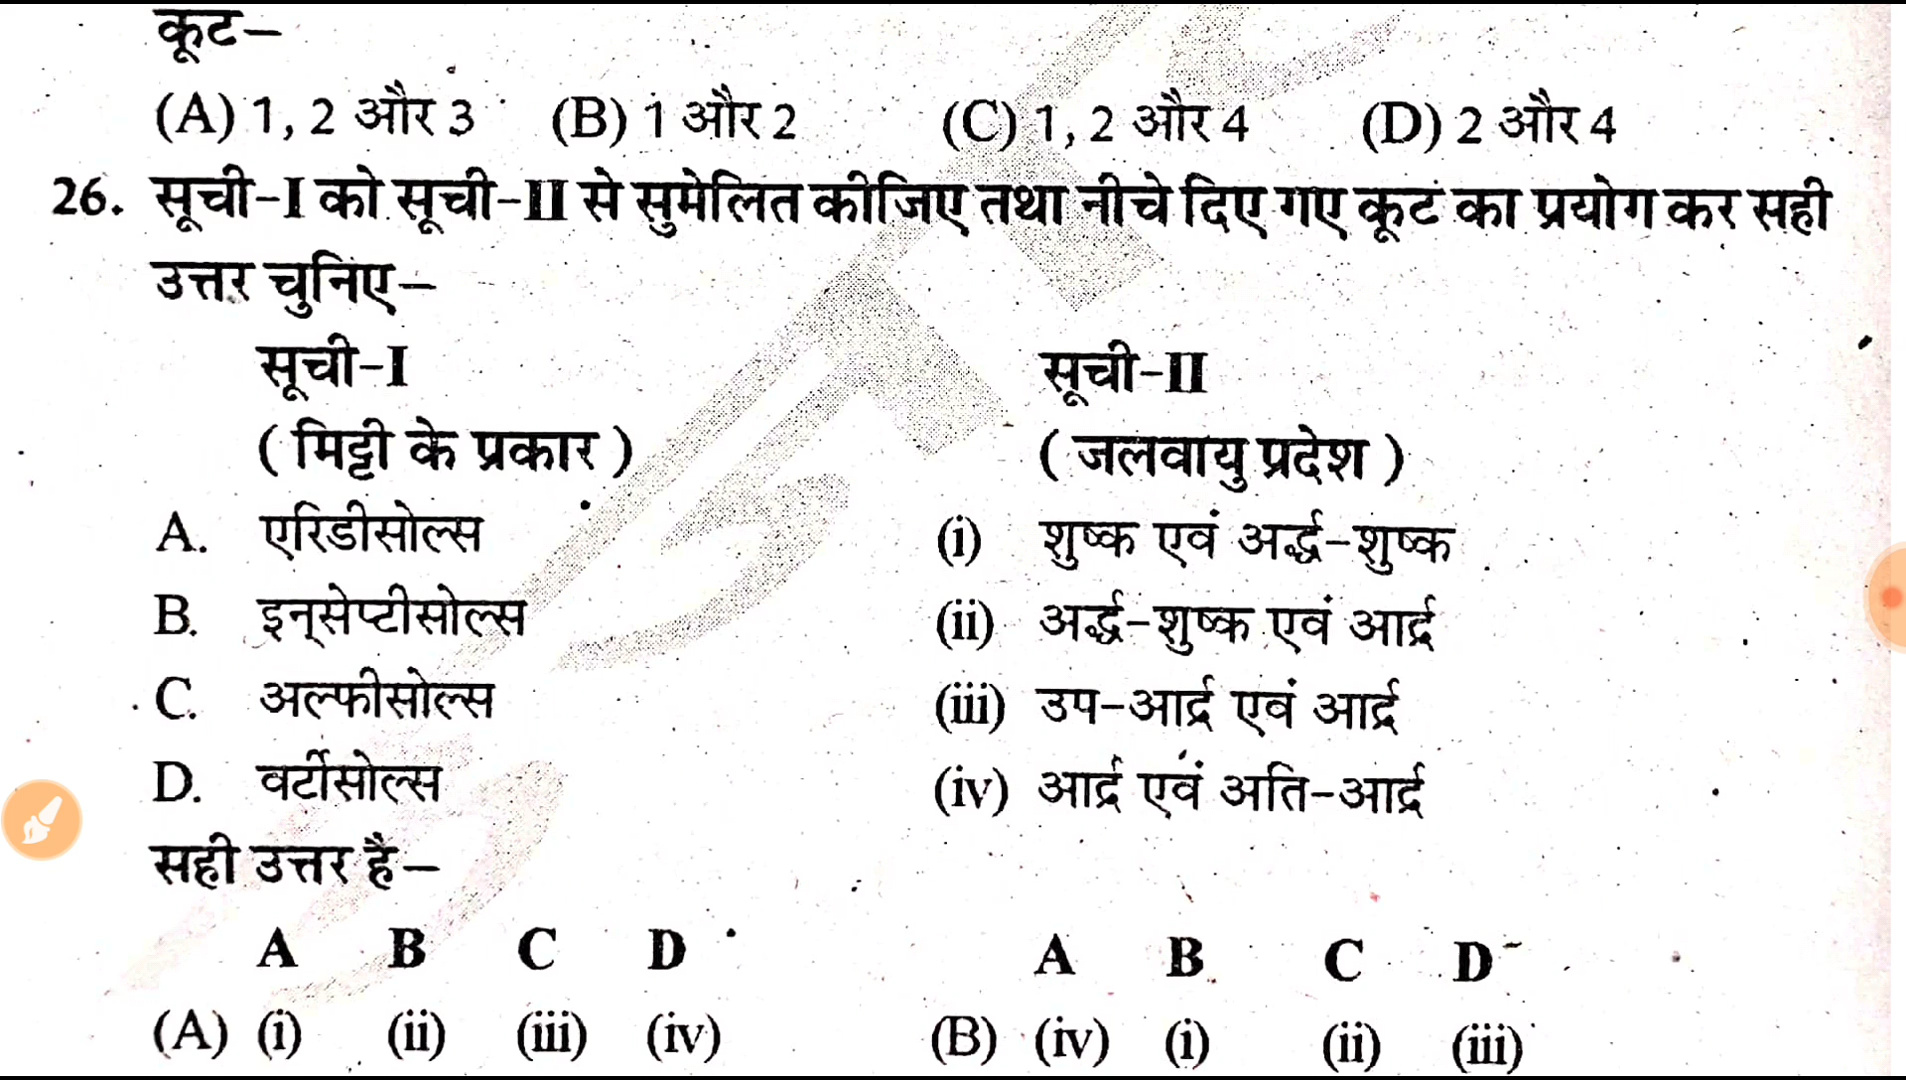 कूट–
(A) 1, 2 और 3 (B) 1 और 2 (C) 1, 2 और 4 (D) 2 और 4
26. सूची-I को सूची-II से सुमेलित कीजिए तथा नीचे दिए गए कूट का प्रयोग कर सही
उत्तर चुनिए–
सूची-I सूची-II
( मिट्टी के प्रकार ) ( जलवायु प्रदेश )
A. एरिडीसोल्स (i) शुष्क एवं अर्द्ध-शुष्क
B. इन्सेप्टीसोल्स (ii) अर्द्ध-शुष्क एवं आर्द्र
C. अल्फीसोल्स (iii) उप-आर्द्र एवं आर्द्र
D. वर्टीसोल्स (iv) आर्द्र एवं अति-आर्द्र
सही उत्तर है–
A B C D A B C D
(A) (i) (ii) (iii) (iv) (B) (iv) (i) (ii) (iii)